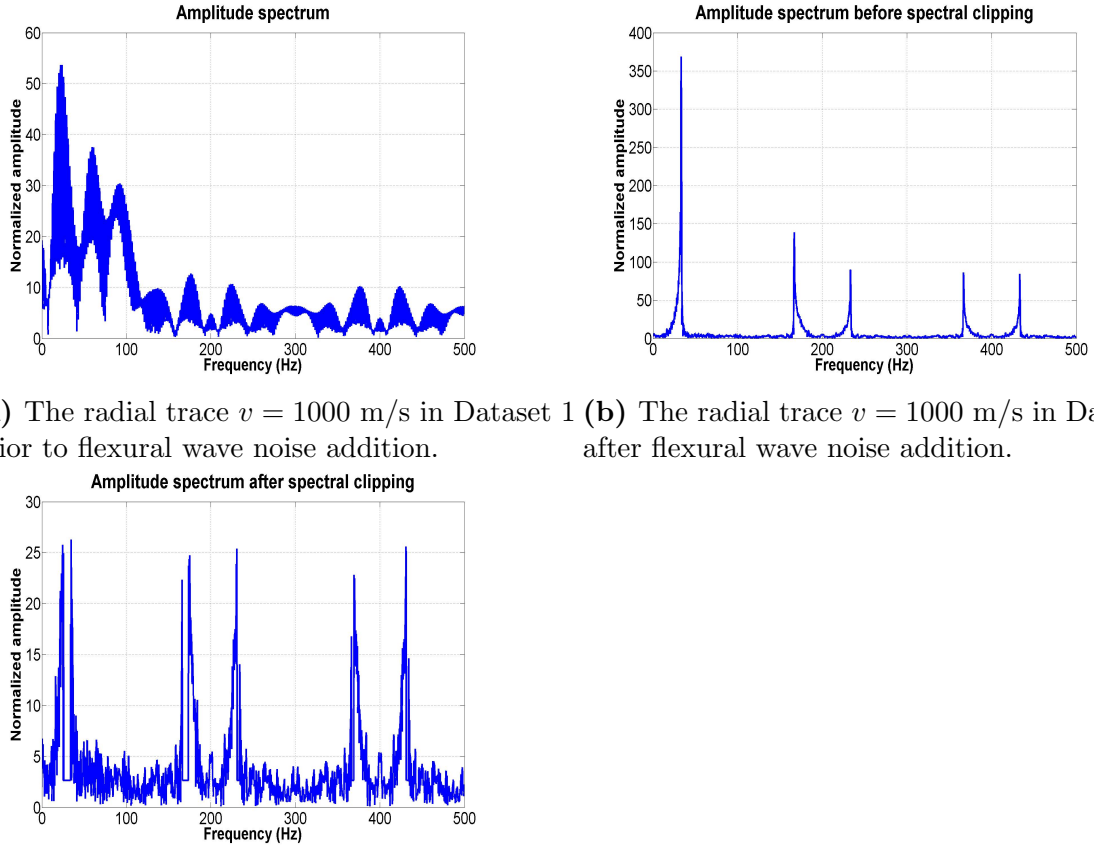 Amplitude spectrum
60
50
40
30
20
10
0
Normalized amplitude
0 100 200 300 400 500
Frequency (Hz)
Amplitude spectrum before spectral clipping
400
350
300
250
200
150
100
50
0
Normalized amplitude
0 100 200 300 400 500
Frequency (Hz)
) The radial trace v = 1000 m/s in Dataset 1
ior to flexural wave noise addition.
(b) The radial trace v = 1000 m/s in Da
after flexural wave noise addition.
Amplitude spectrum after spectral clipping
30
25
20
15
10
5
0
Normalized amplitude
0 100 200 300 400 500
Frequency (Hz)